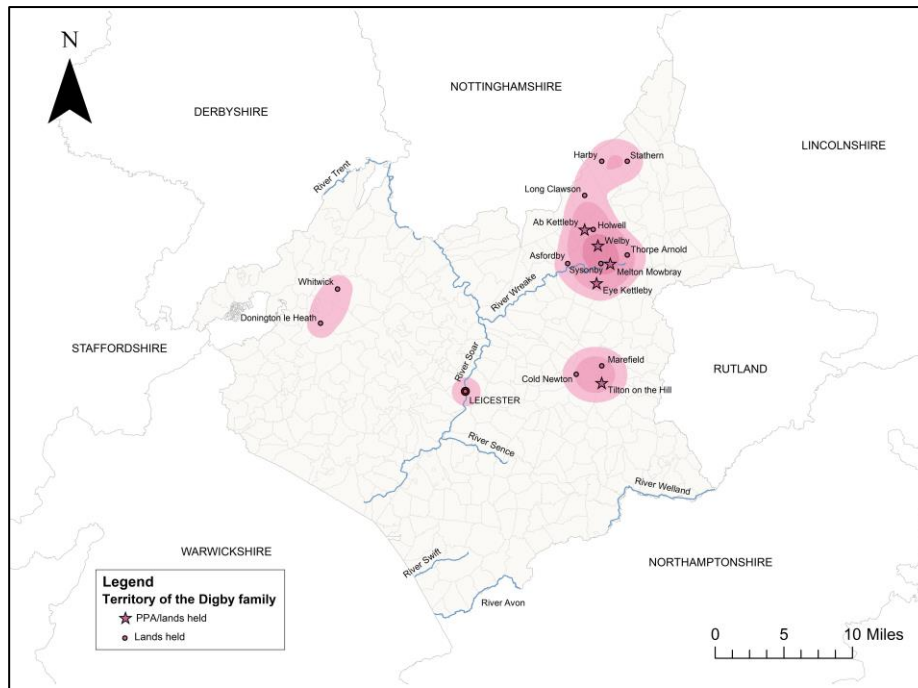 N
NOTTINGHAMSHIRE
DERBYSHIRE
LINCOLNSHIRE
River Trent
Harby
Stathern
Long Clawson
Ab Kettleby
Holwell
Welby
Thorpe Arnold
Asfordby
Sysonby
Melton Mowbray
Eye Kettleby
River Wreake
Whitwick
Donington le Heath
STAFFORDSHIRE
River Soar
Marefield
Cold Newton
Tilton on the Hill
RUTLAND
LEICESTER
River Sence
River Welland
WARWICKSHIRE
River Swift
NORTHAMPTONSHIRE
River Avon
Legend
Territory of the Digby family
PPA/lands held
Lands held
0 5 10 Miles